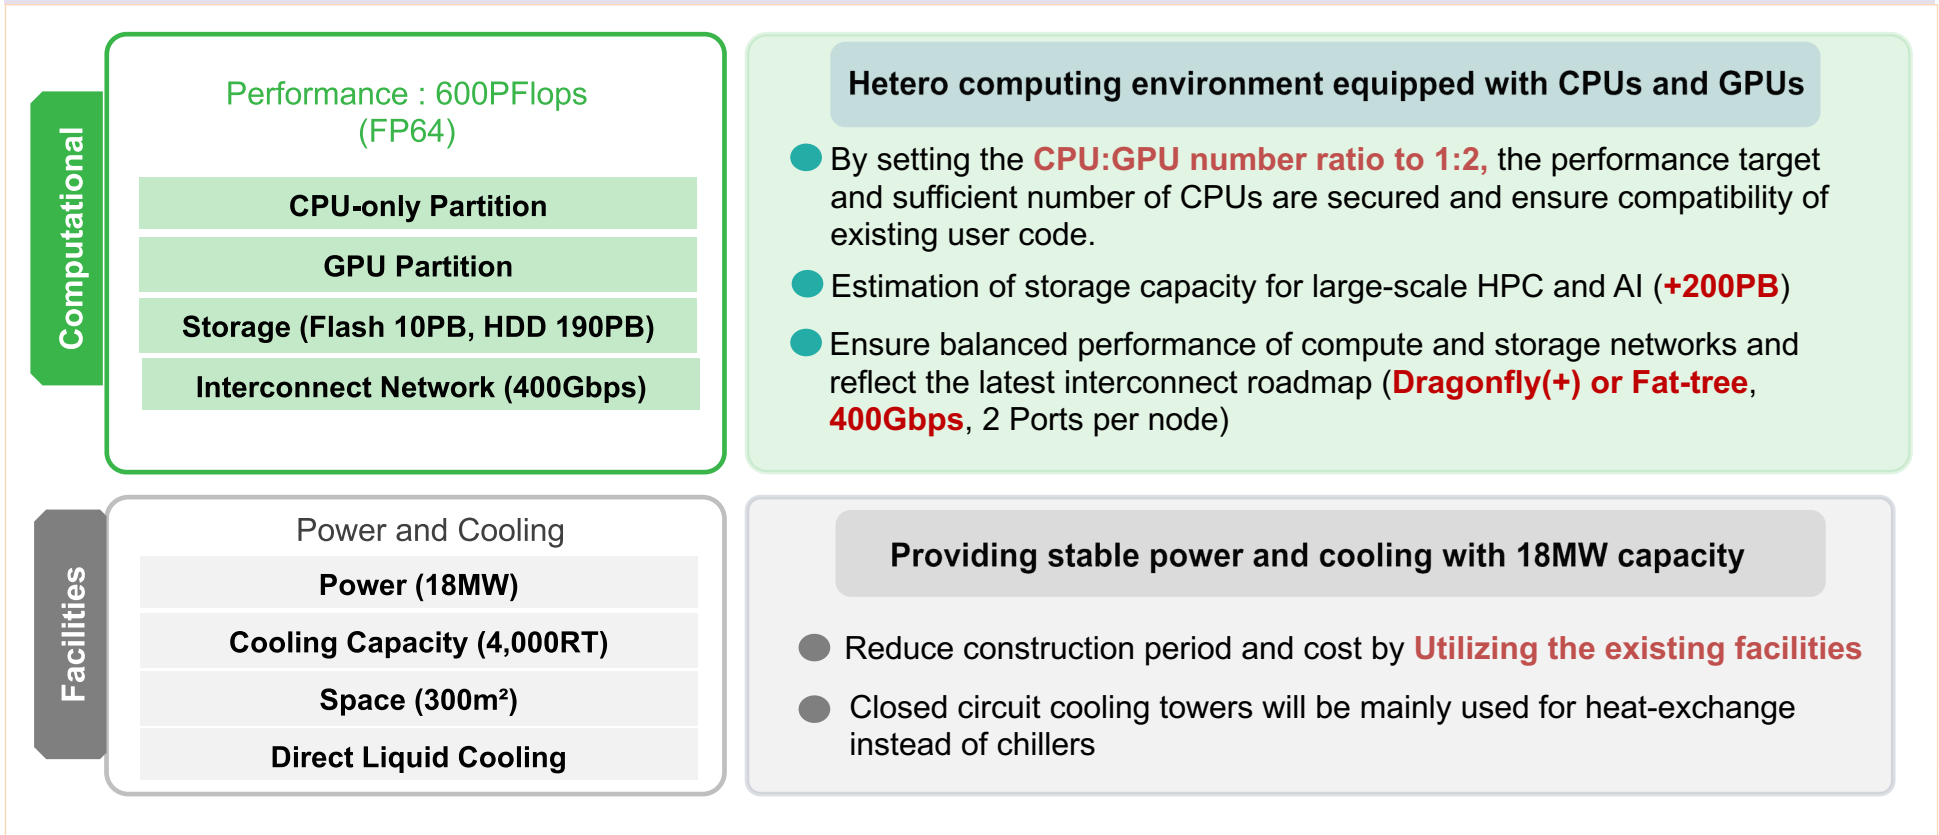 Computational
Performance : 600PFlops
(FP64)
CPU-only Partition
GPU Partition
Storage (Flash 10PB, HDD 190PB)
Interconnect Network (400Gbps)
Hetero computing environment equipped with CPUs and GPUs
By setting the CPU:GPU number ratio to 1:2, the performance target
and sufficient number of CPUs are secured and ensure compatibility of
existing user code.
Estimation of storage capacity for large-scale HPC and AI (+200PB)
Ensure balanced performance of compute and storage networks and
reflect the latest interconnect roadmap (Dragonfly(+) or Fat-tree,
400Gbps, 2 Ports per node)
Facilities
Power and Cooling
Power (18MW)
Cooling Capacity (4,000RT)
Space (300m²)
Direct Liquid Cooling
Providing stable power and cooling with 18MW capacity
Reduce construction period and cost by Utilizing the existing facilities
Closed circuit cooling towers will be mainly used for heat-exchange
instead of chillers